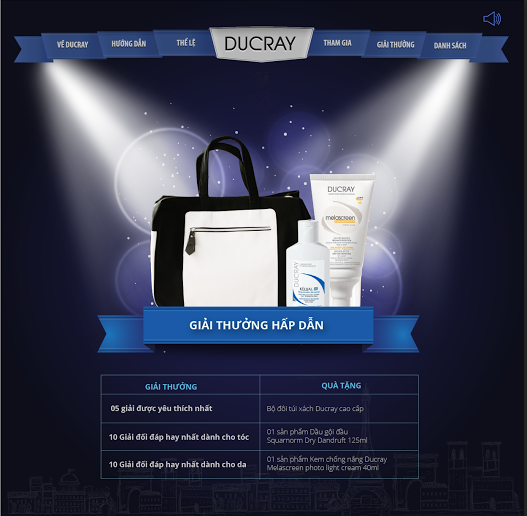 VỀ DUCRAY
HƯỚNG DẪN
THỂ LỆ
DUCRAY
THAM GIA
GIẢI THƯỞNG
DANH SÁCH
DUCRAY
melascreen
DUCRAY
KELUAL DS
GIẢI THƯỞNG HẤP DẪN
GIẢI THƯỞNG QUÀ TẶNG
05 giải được yêu thích nhất Bộ đôi túi xách Ducray cao cấp
10 Giải đối đáp hay nhất dành cho tóc 01 sản phẩm Dầu gội đầu
Squarnorm Dry Dandruft 125ml
10 Giải đối đáp hay nhất dành cho da 01 sản phẩm Kem chống nắng Ducray
Melascreen photo light cream 40ml